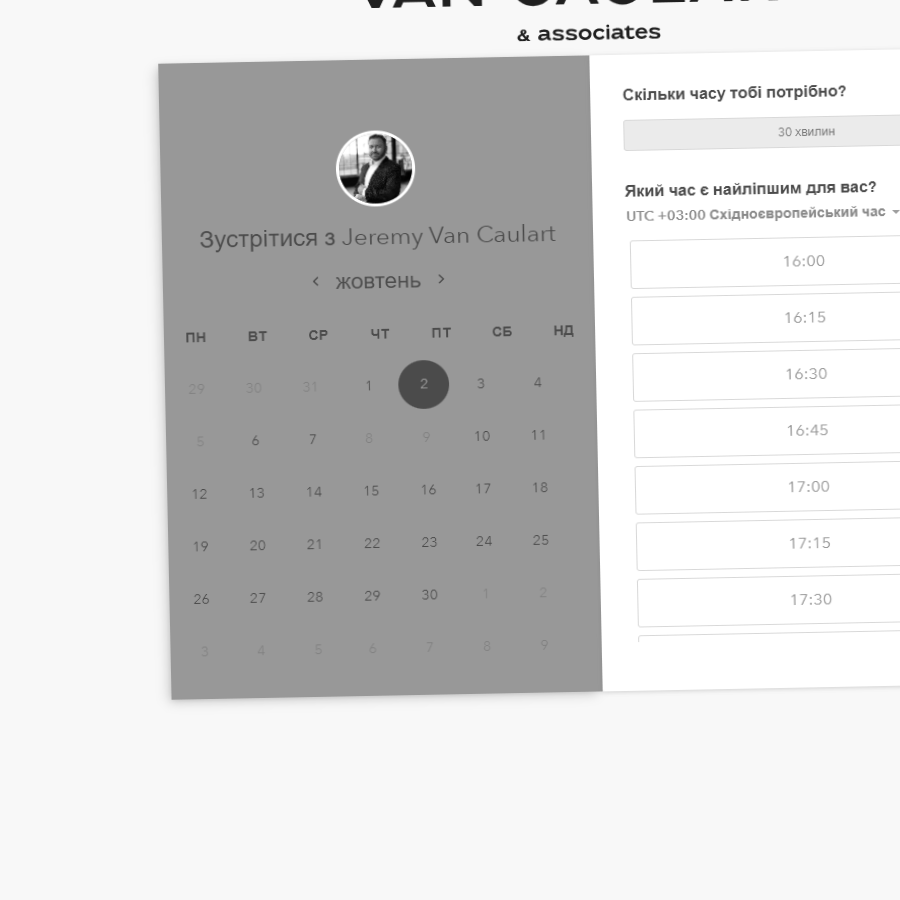 VAN CAULART
& associates
Зустрітися з Jeremy Van Caulart
жовтень
ПН ВТ СР ЧТ ПТ СБ НД
29 30 31 1 2 3 4
5 6 7 8 9 10 11
12 13 14 15 16 17 18
19 20 21 22 23 24 25
26 27 28 29 30 1 2
3 4 5 6 7 8 9
Скільки часу тобі потрібно?
30 хвилин
Який час є найліпшим для вас?
UTC +03:00 Східноєвропейський час
16:00
16:15
16:30
16:45
17:00
17:15
17:30